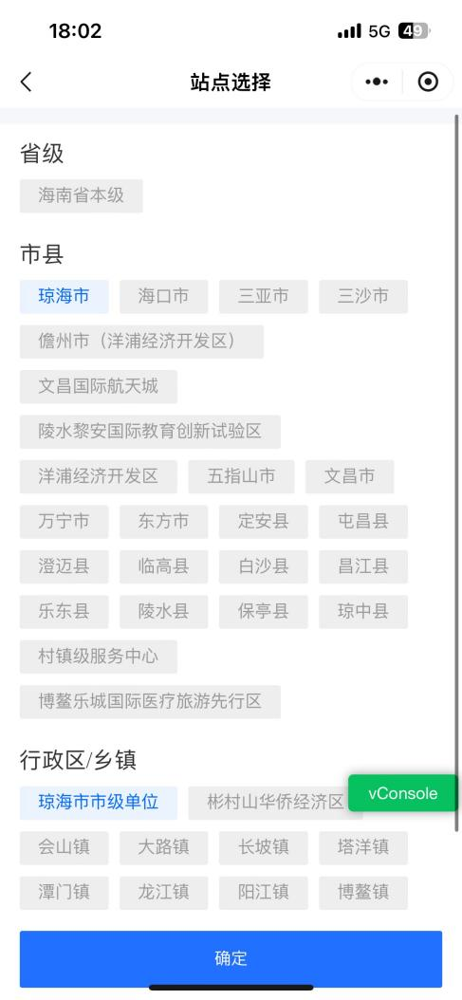 18:02 5G 49
站点选择
省级
海南省本级
市县
琼海市 海口市 三亚市 三沙市
儋州市（洋浦经济开发区）
文昌国际航天城
陵水黎安国际教育创新试验区
洋浦经济开发区 五指山市 文昌市
万宁市 东方市 定安县 屯昌县
澄迈县 临高县 白沙县 昌江县
乐东县 陵水县 保亭县 琼中县
村镇级服务中心
博鳌乐城国际医疗旅游先行区
行政区/乡镇
琼海市市级单位 彬村山华侨经济区 vConsole
会山镇 大路镇 长坡镇 塔洋镇
潭门镇 龙江镇 阳江镇 博鳌镇
确定